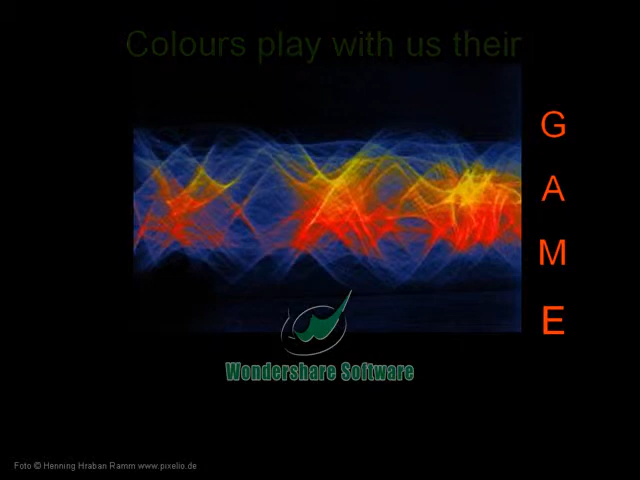 Colours play with us their
G
A
M
E
Wondershare Software
Foto © Henning Hraban Ramm www.pixelio.de